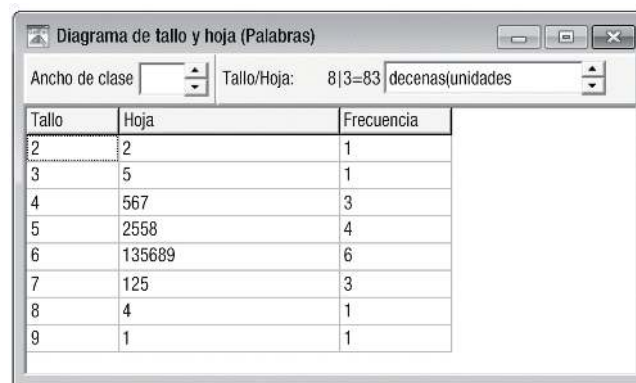 Diagrama de tallo y hoja (Palabras)
Ancho de clase Tallo/Hoja: 8|3=83 decenas(unidades
Tallo Hoja Frecuencia
2 2 1
3 5 1
4 567 3
5 2558 4
6 135689 6
7 125 3
8 4 1
9 1 1